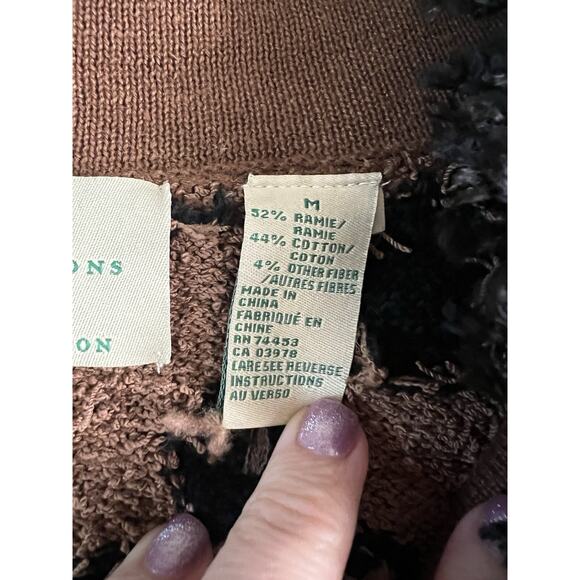 ONS
ON
M
52% RAMIE/
RAMIE
44% COTTON/
COTON
4% OTHER FIBER
/AUTRES FIBRES
MADE IN
CHINA
FABRIQUÉ EN
CHINE
RN 74453
CA 03978
CARE SEE REVERSE
INSTRUCTIONS
AU VERSO